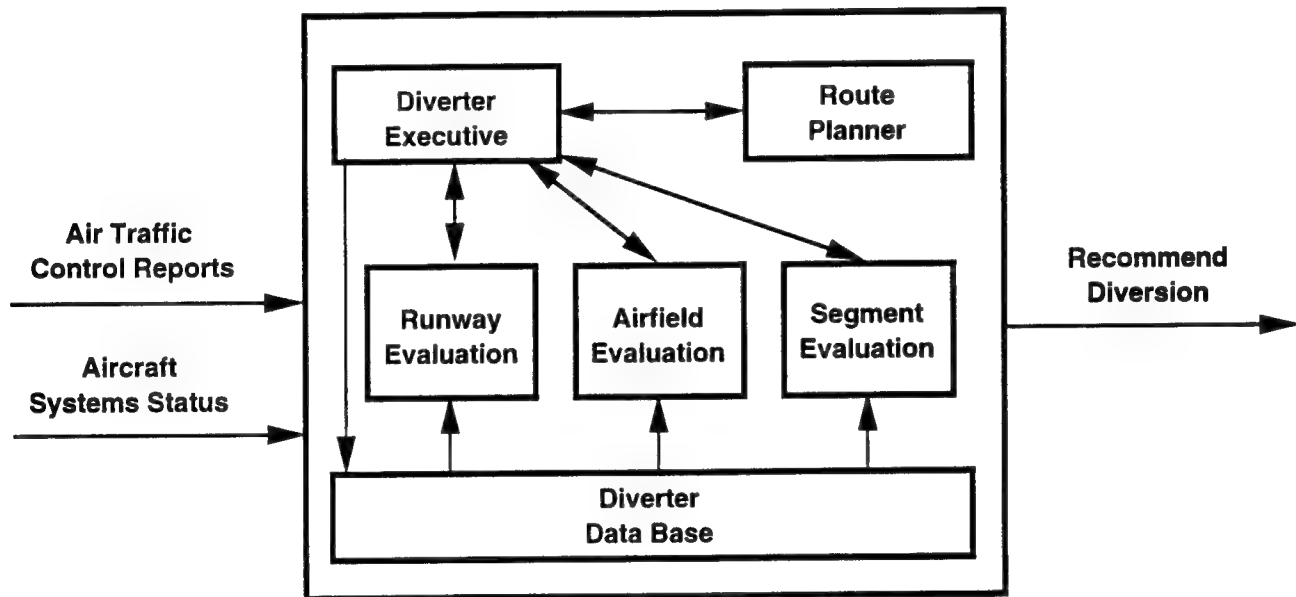 Diverter
Executive
Route
Planner
Air Traffic
Control Reports
Aircraft
Systems Status
Runway
Evaluation
Airfield
Evaluation
Segment
Evaluation
Recommend
Diversion
Diverter
Data Base